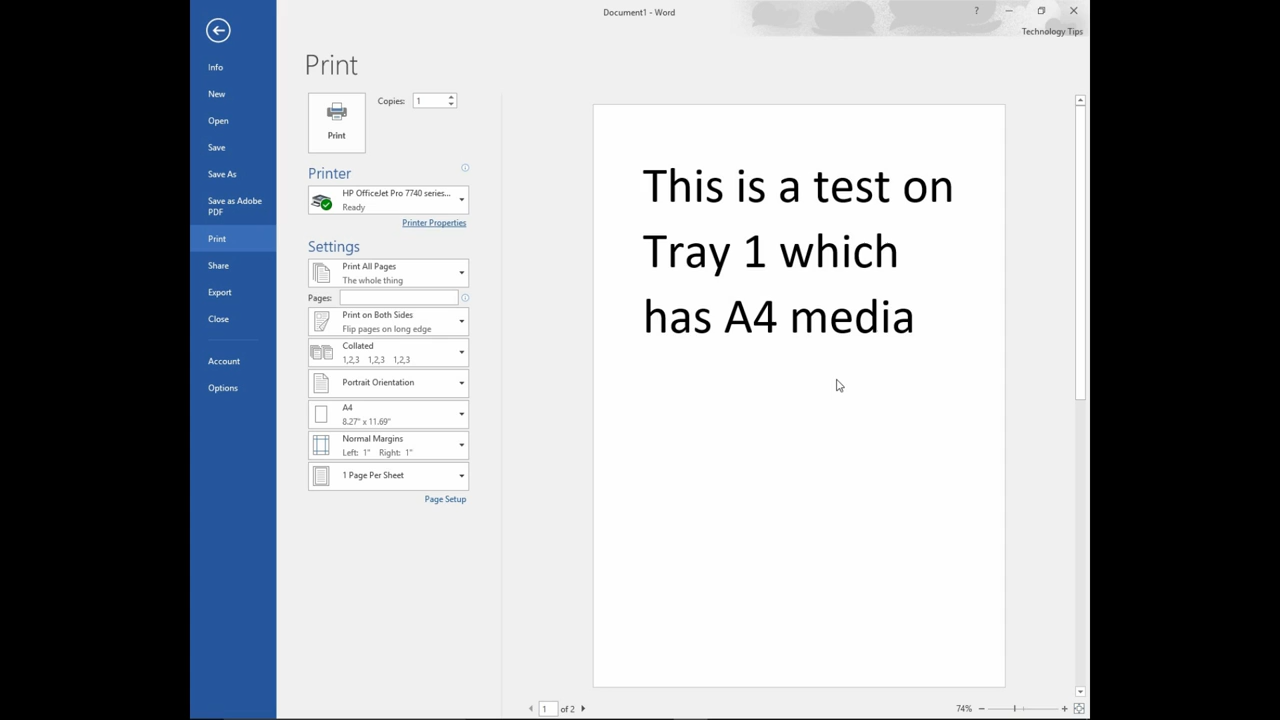 Document1 - Word
?
Technology Tips
Info
New
Open
Save
Save As
Save as Adobe
PDF
Print
Share
Export
Close
Account
Options
Print
Print
Copies: 1
Printer
HP OfficeJet Pro 7740 series...
Ready
Printer Properties
Settings
Print All Pages
The whole thing
Pages:
Print on Both Sides
Flip pages on long edge
Collated
1,2,3 1,2,3 1,2,3
Portrait Orientation
A4
8.27" x 11.69"
Normal Margins
Left: 1" Right: 1"
1 Page Per Sheet
Page Setup
This is a test on
Tray 1 which
has A4 media
1 of 2
74%